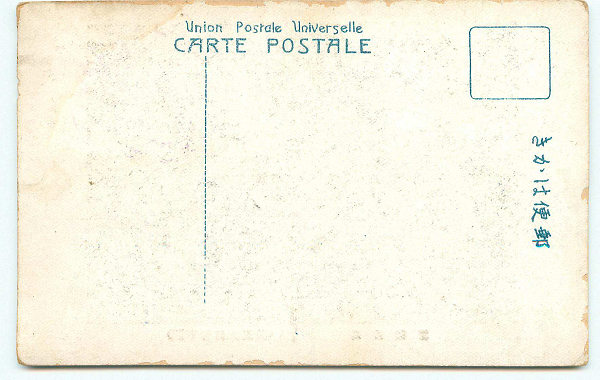 Union Postale Universelle
CARTE POSTALE
きかは便郵